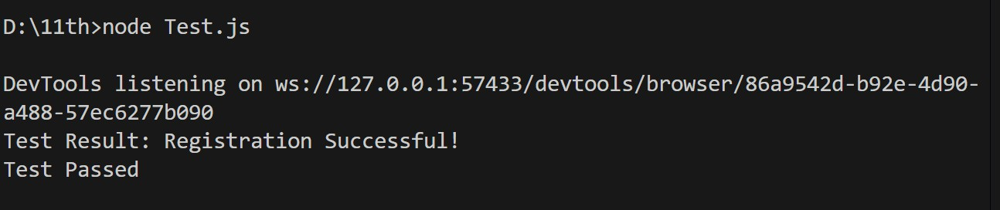 D:\11th>node Test.js
DevTools listening on ws://127.0.0.1:57433/devtools/browser/86a9542d-b92e-4d90-
a488-57ec6277b090
Test Result: Registration Successful!
Test Passed